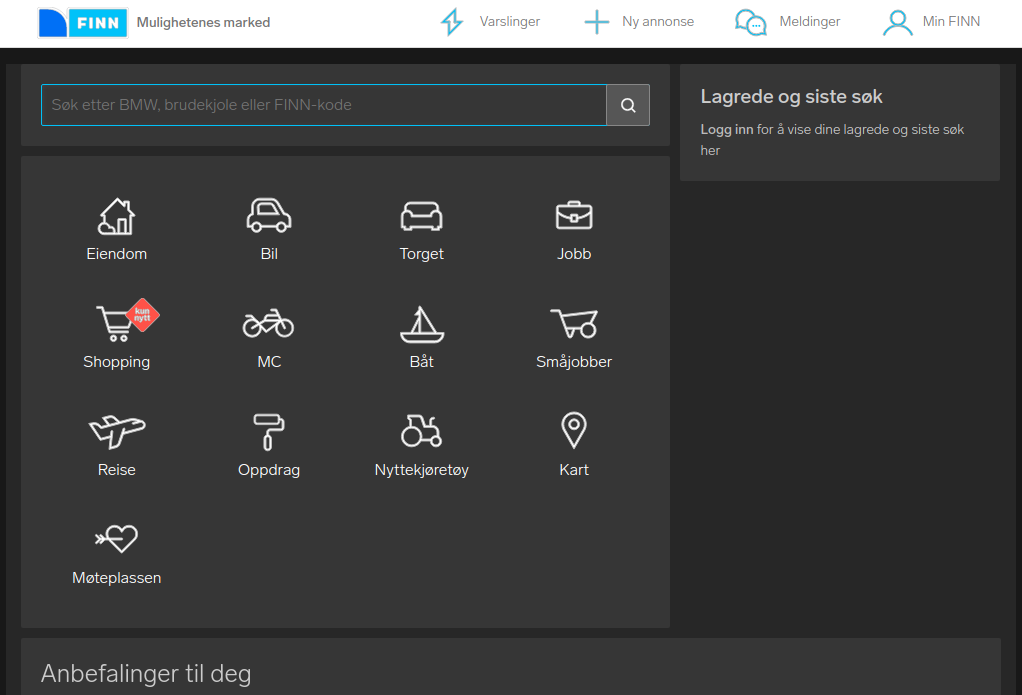 FINN Mulighetenes marked Varslinger Ny annonse Meldinger Min FINN
Søk etter BMW, brudekjole eller FINN-kode
Lagrede og siste søk
Logg inn for å vise dine lagrede og siste søk
her
Eiendom Bil Torget Jobb
kun
nytt
Shopping MC Båt Småjobber
Reise Oppdrag Nyttekjøretøy Kart
Møteplassen
Anbefalinger til deg